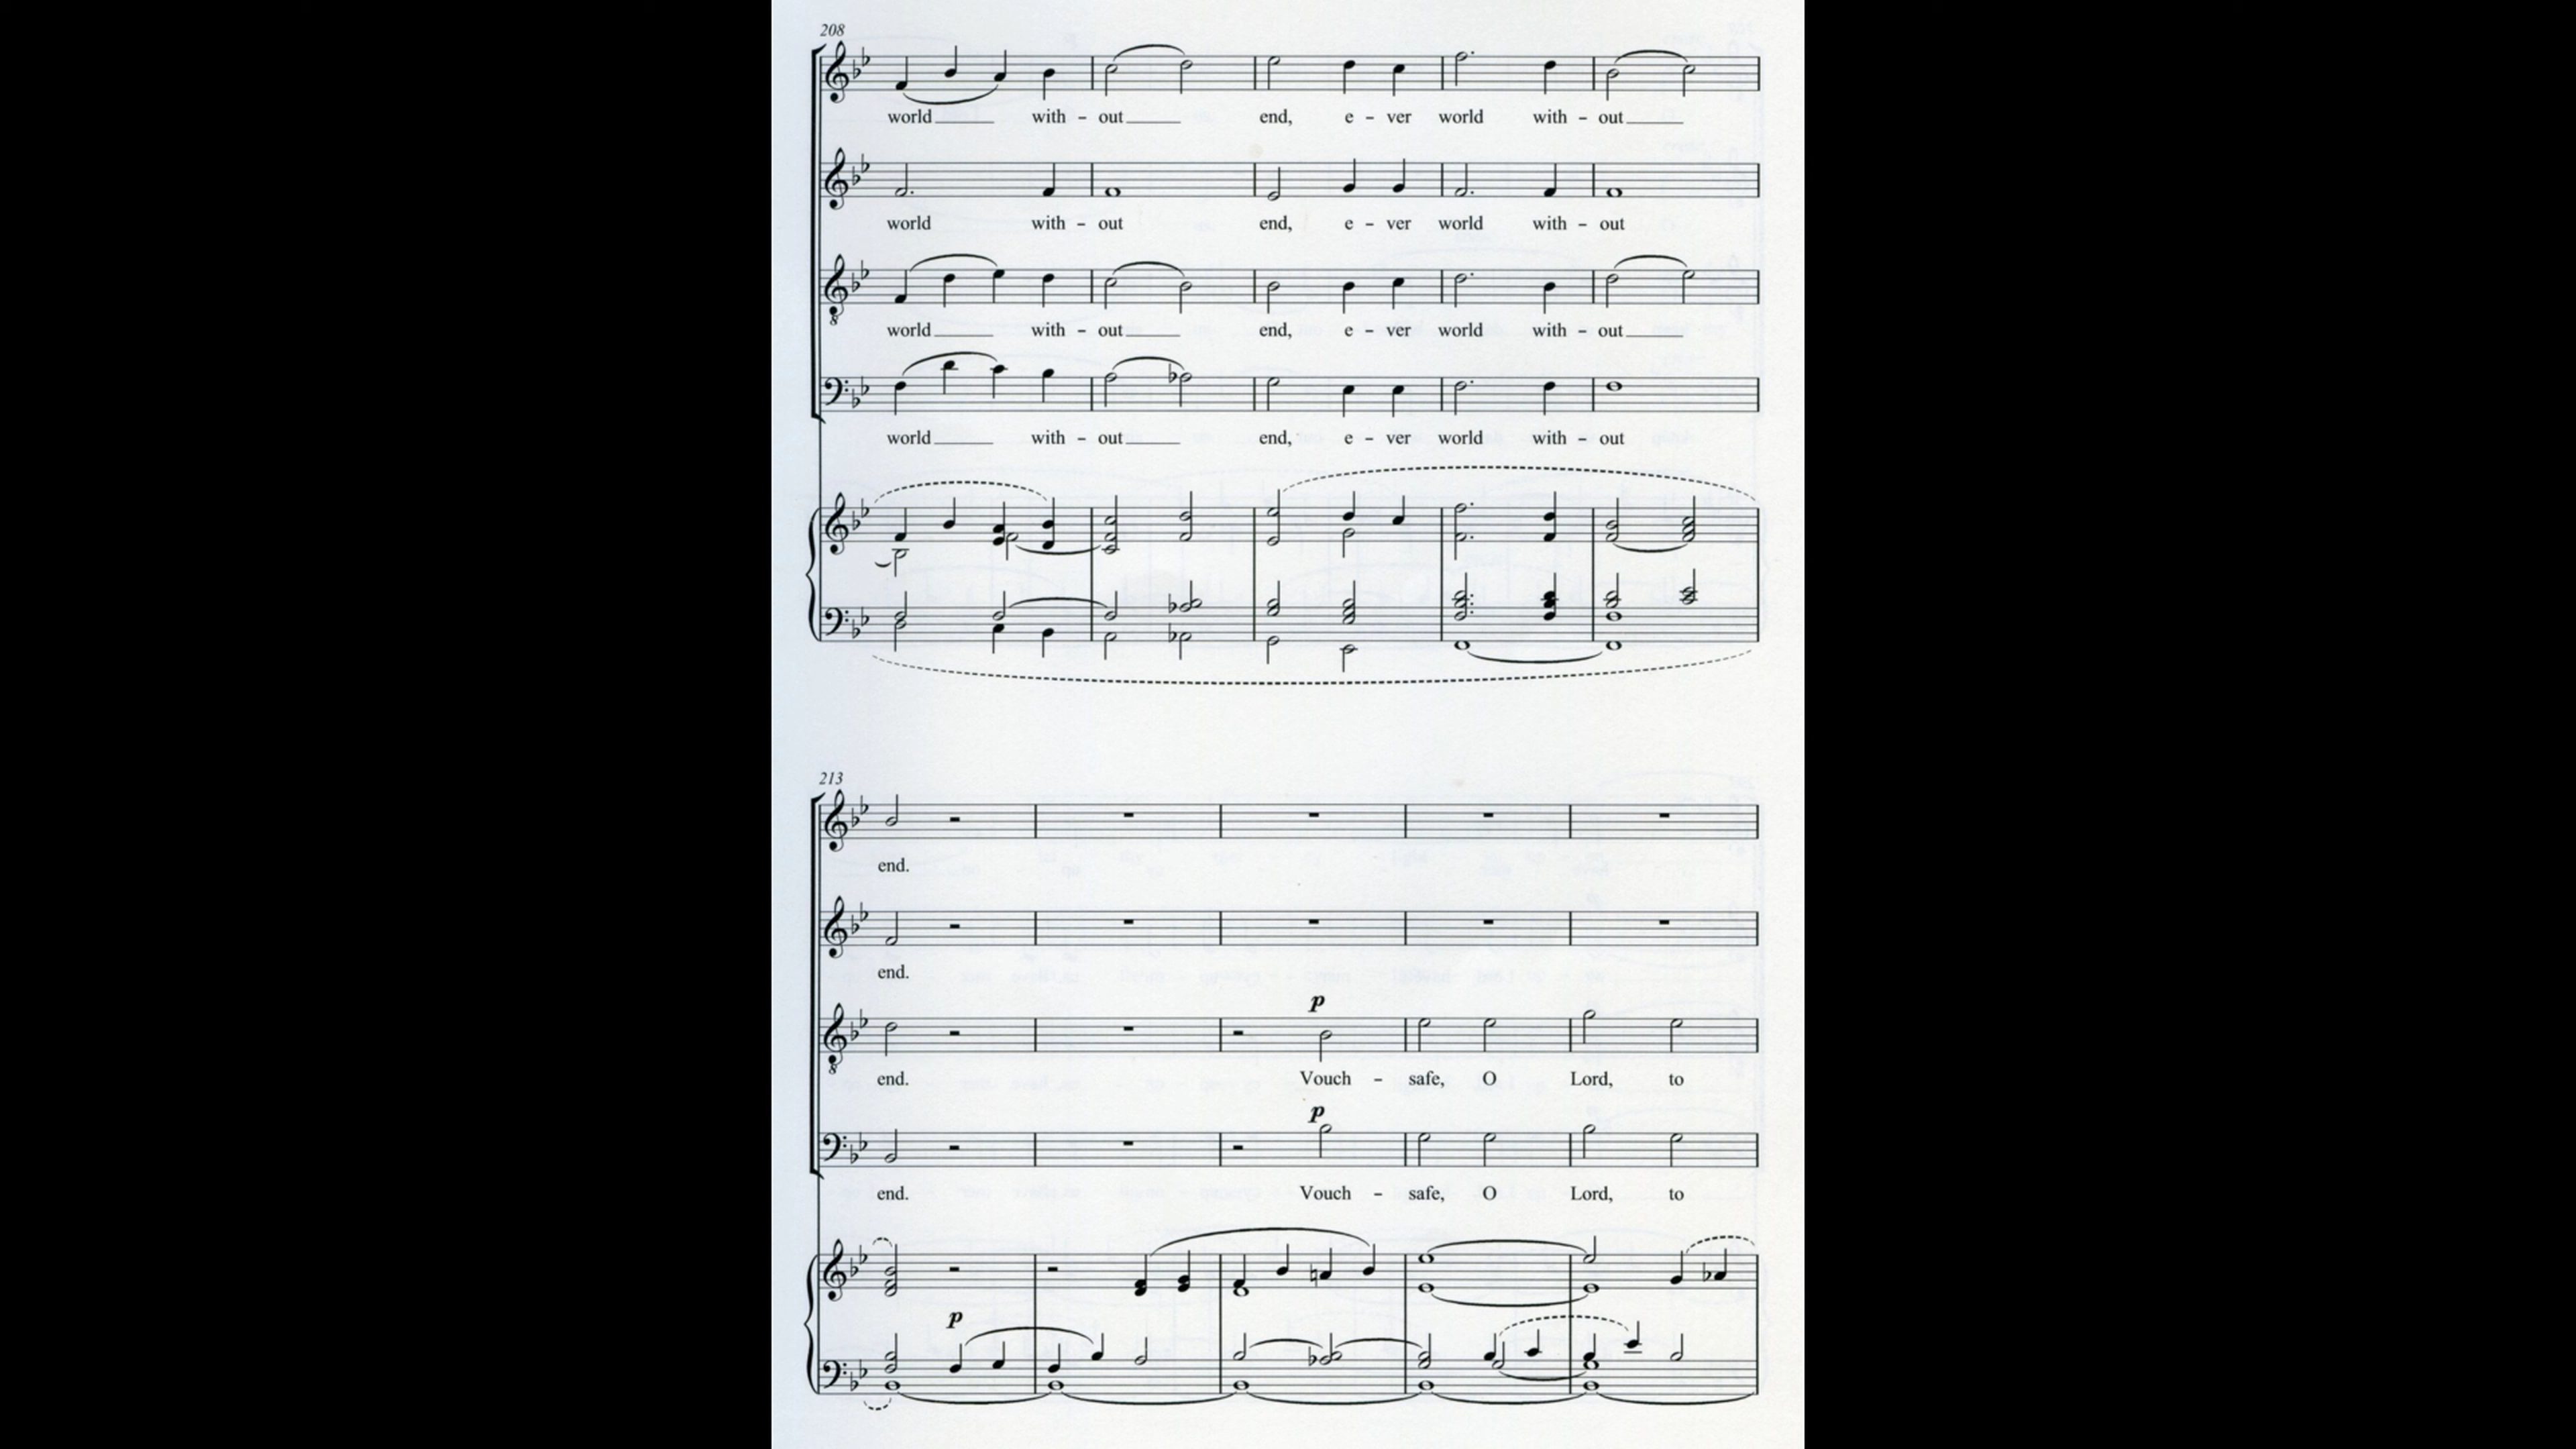 208
world with - out end, e - ver world with - out
world with - out end, e - ver world with - out
world with - out end, e - ver world with - out
8
world with - out end, e - ver world with - out
213
end.
end.
p
8
end. Vouch - safe, O Lord, to
p
end. Vouch - safe, O Lord, to
p